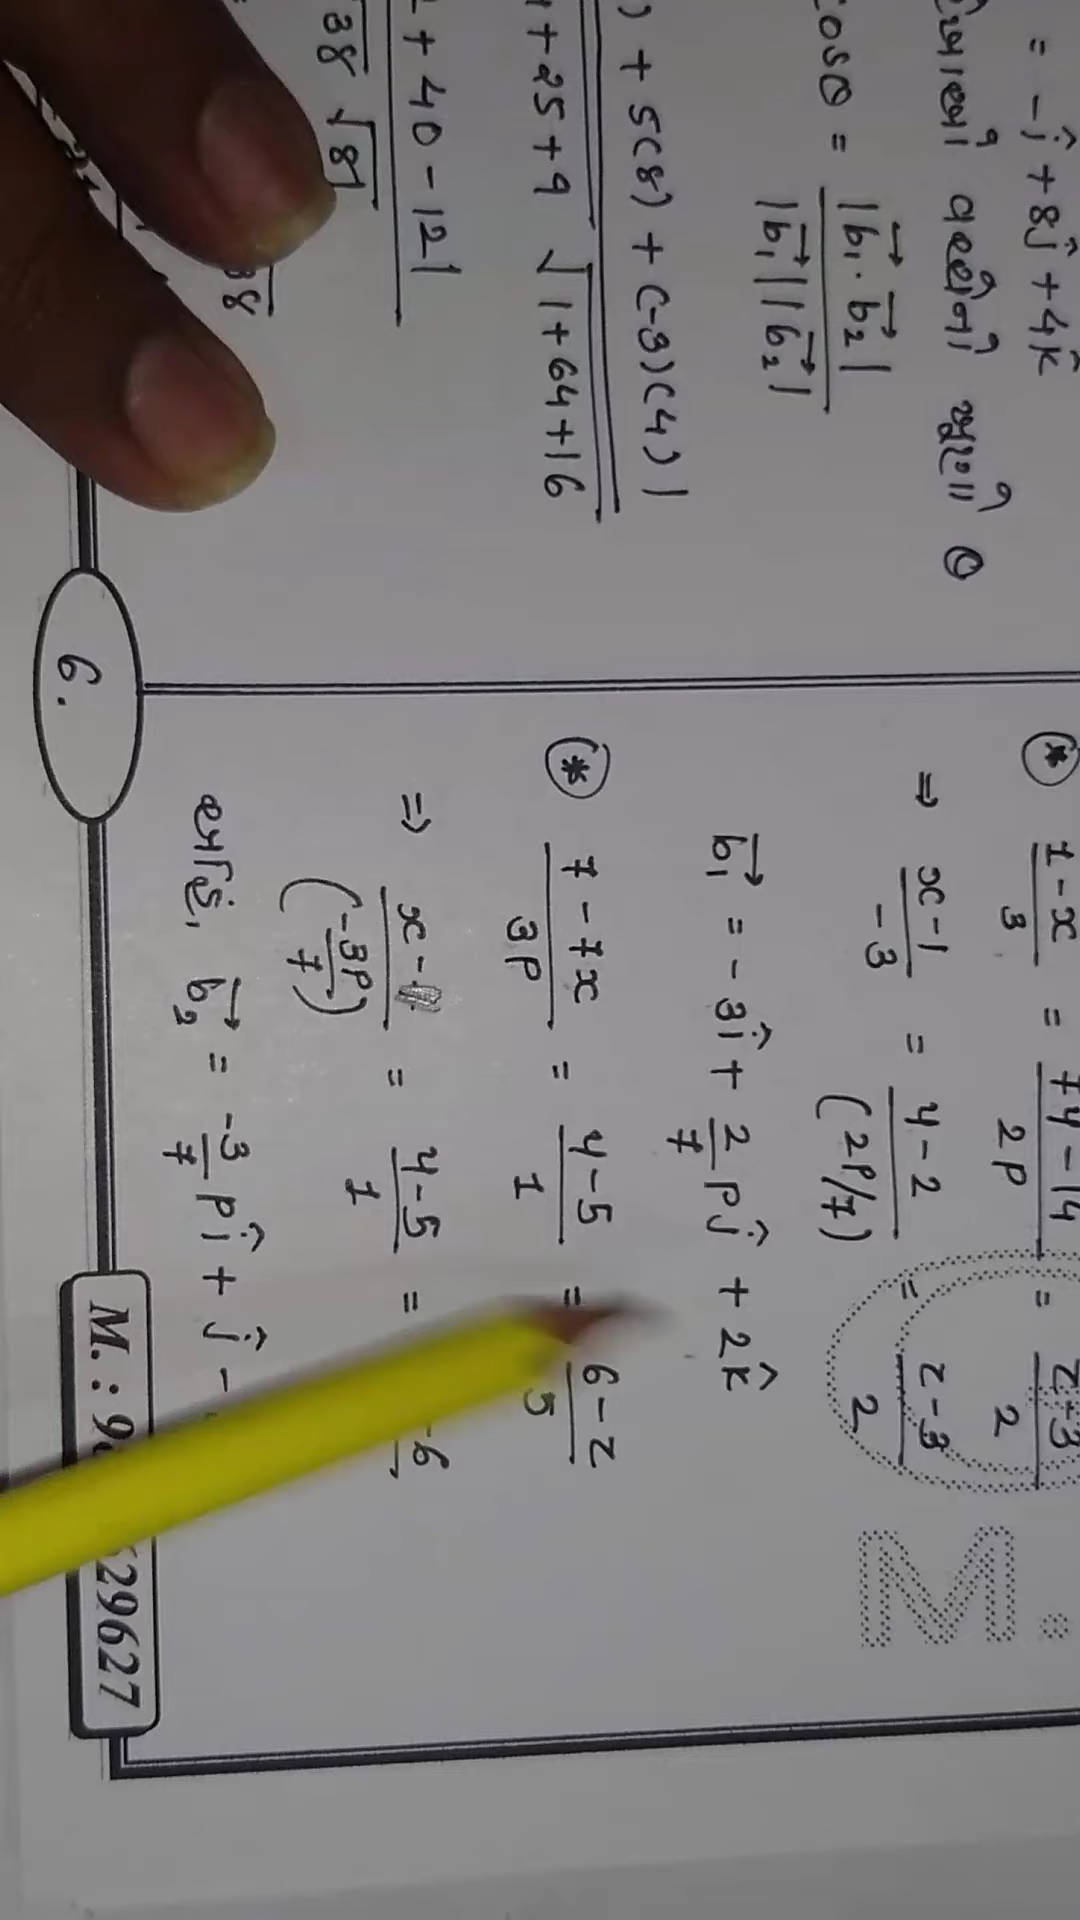 = -î + 8ĵ + 4k̂
વચ્ચેનો ખૂણો θ
cosθ = |b₁⃗ · b₂⃗| / |b₁⃗| |b₂⃗|
) + 5(8) + (-3)(4)|
+ 25 + 9 √1 + 64 + 16
+ 40 - 12|
38 √81
38
(*) 1-x/3 = 7y-14/2P = z-3/2
⇒ x-1/-3 = y-2/(2P/7) = z-3/2
b₁⃗ = -3î + 2/7 Pĵ + 2k̂
(*) 7-7x/3P = y-5/1 = 6-z/5
⇒ x-1/(-3P/7) = y-5/1 = -6
b₂⃗ = -3/7 Pî + ĵ -
6.
M. : 9
29627
M.